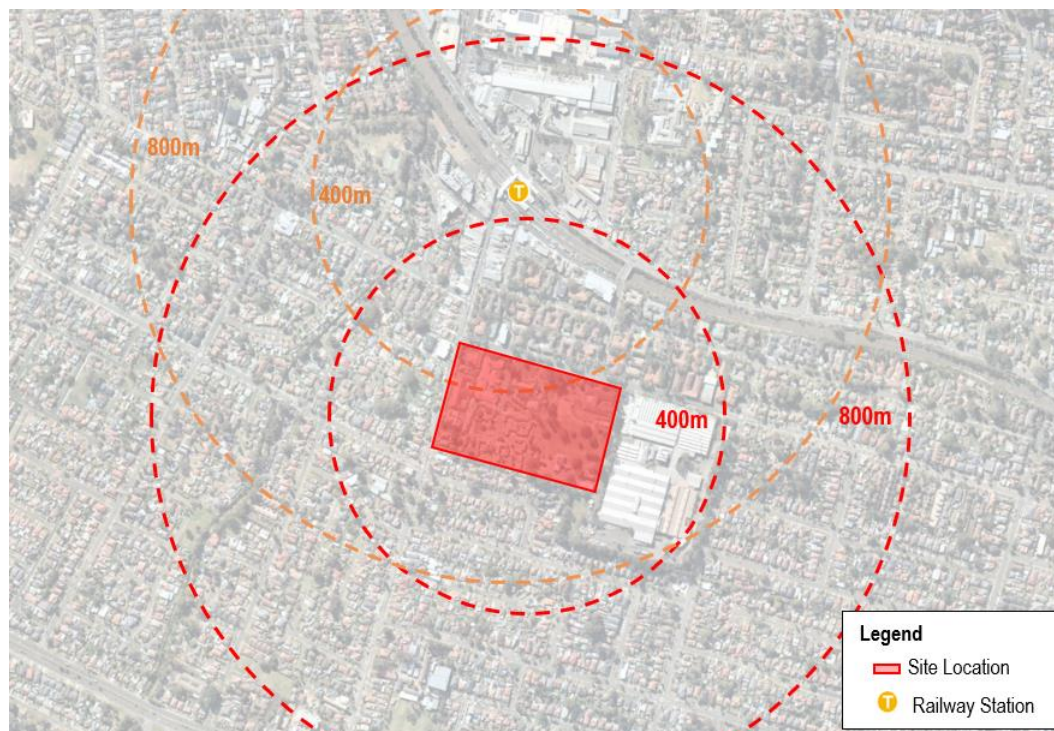 800m
400m
T
400m
800m
Legend
Site Location
T Railway Station